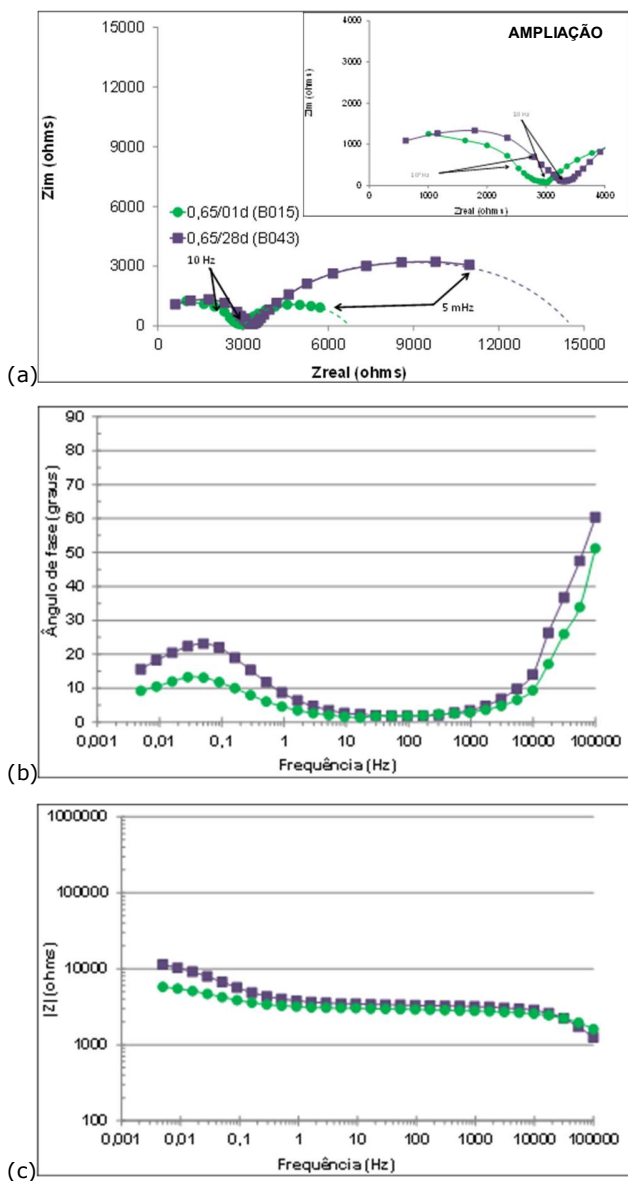 AMPLIAÇÃO
4000
3000
2000
1000
0
Zim (ohms)
0 1000 2000 3000 4000
Zreal (ohms)
10 Hz
15000
12000
9000
6000
3000
0
Zim (ohms)
0,65/01d (B015)
0,65/28d (B043)
10 Hz
5 mHz
0 3000 6000 9000 12000 15000
Zreal (ohms)
(a)
90
80
70
60
50
40
30
20
10
0
Ângulo de fase (graus)
0,001 0,01 0,1 1 10 100 1000 10000 100000
Frequência (Hz)
(b)
1000000
100000
10000
1000
100
|Z| (ohms)
0,001 0,01 0,1 1 10 100 1000 10000 100000
Frequência (Hz)
(c)